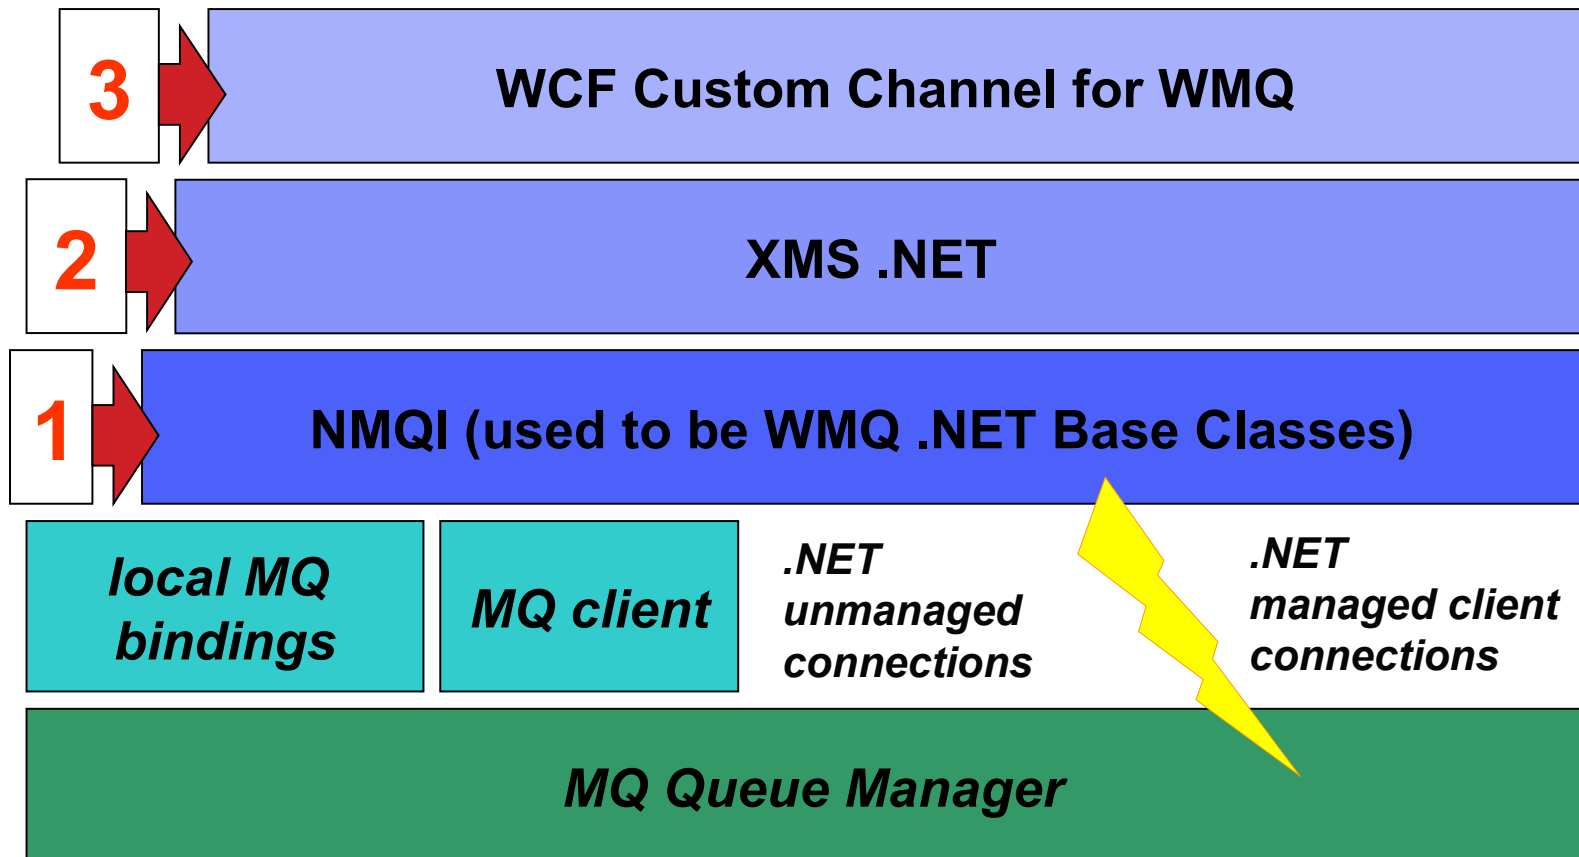 3
WCF Custom Channel for WMQ
2
XMS .NET
1
NMQI (used to be WMQ .NET Base Classes)
local MQ
bindings
MQ client
.NET
unmanaged
connections
.NET
managed client
connections
MQ Queue Manager